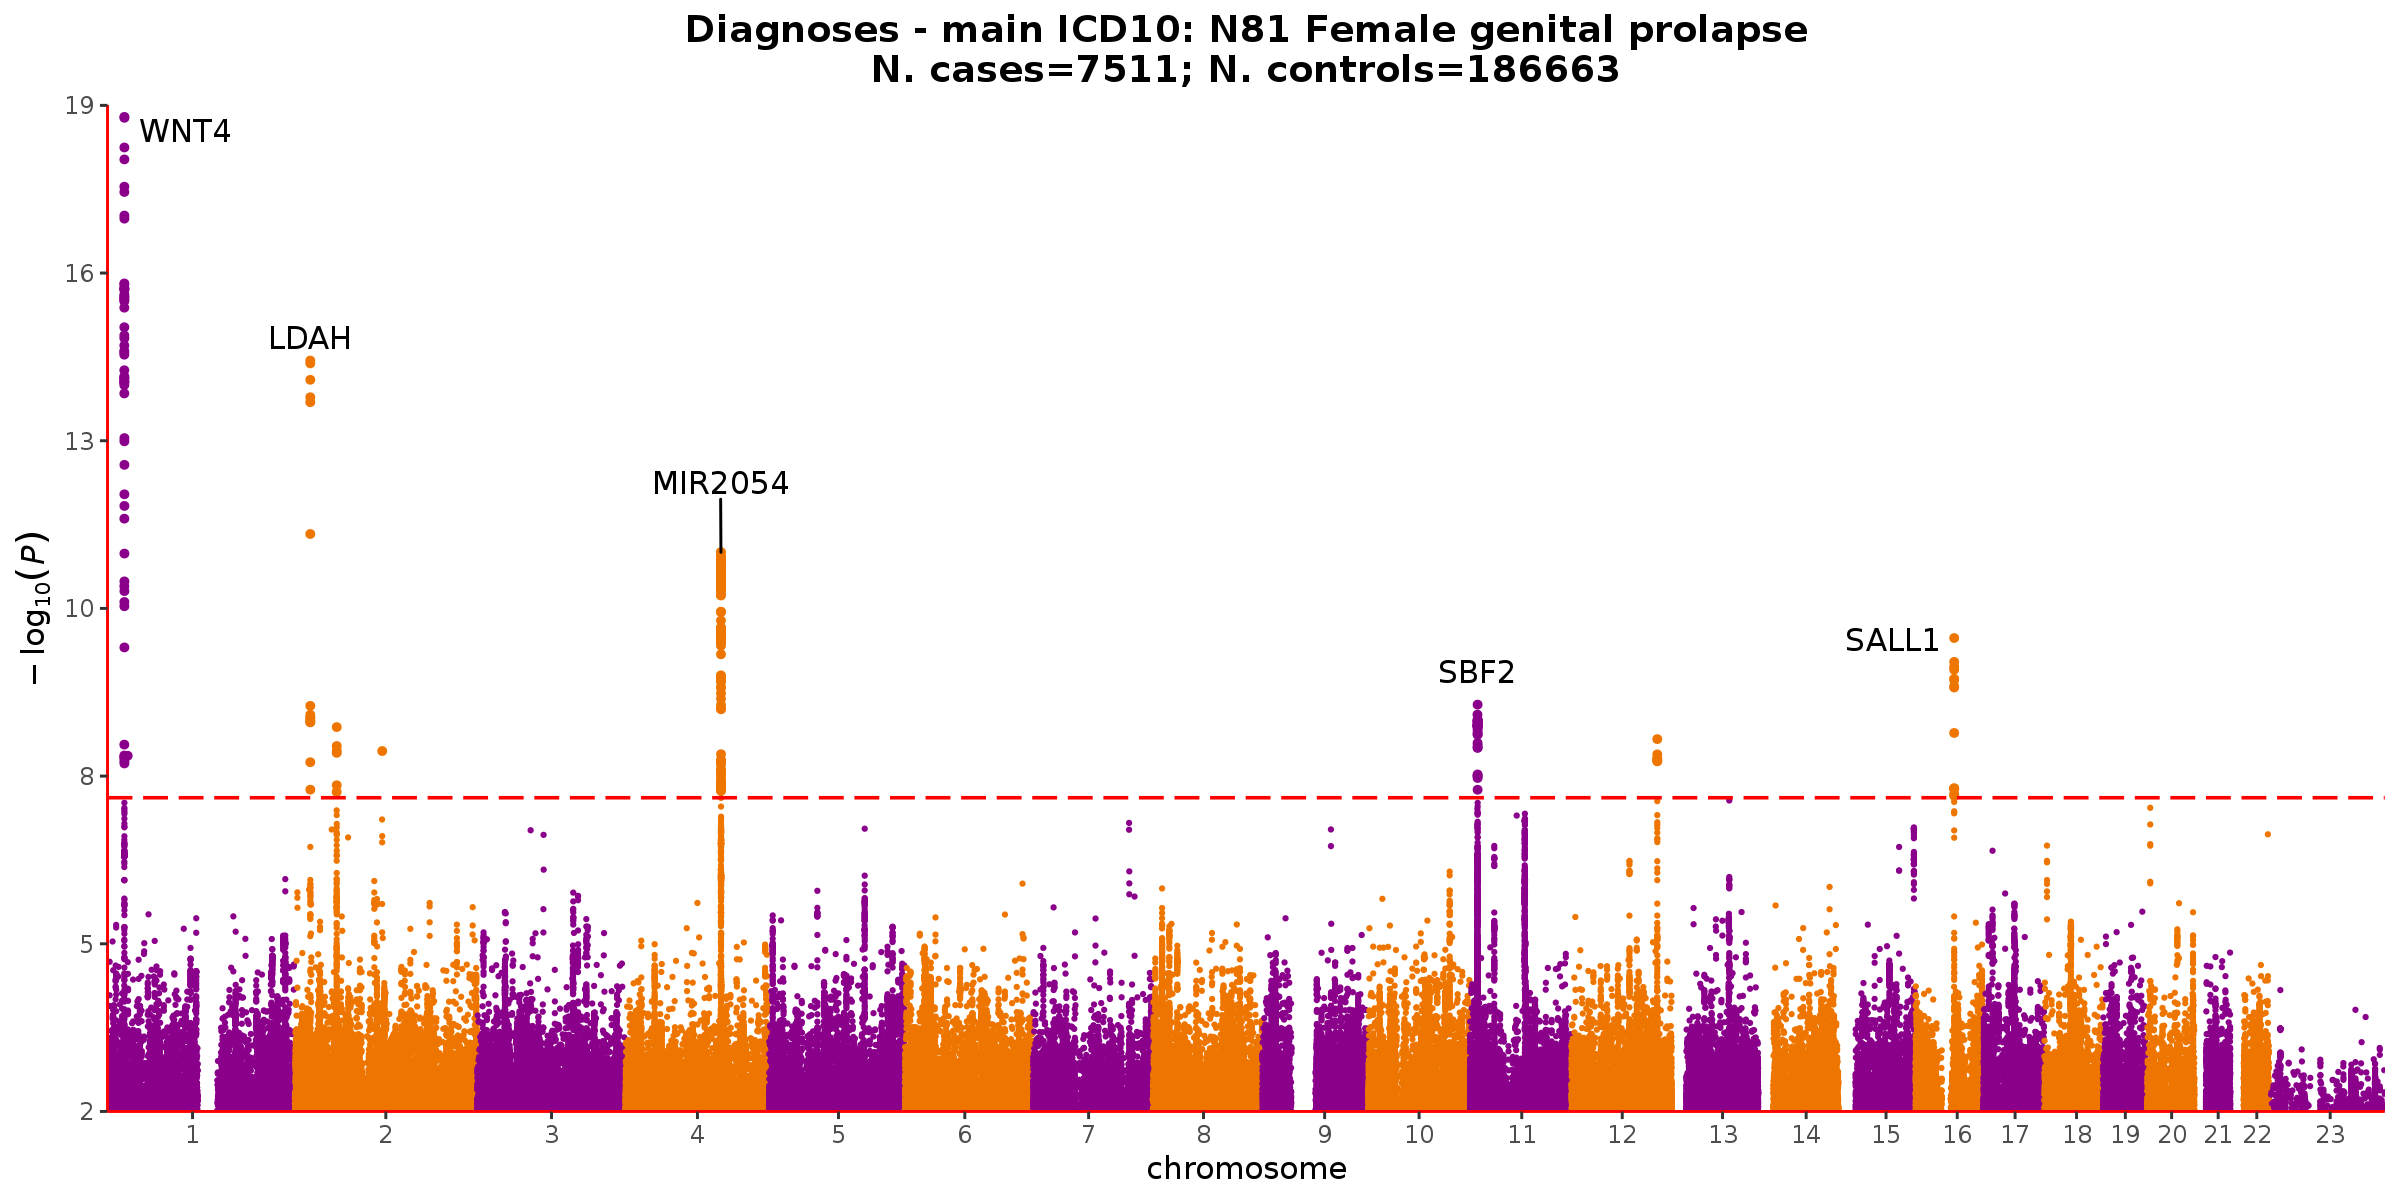 Diagnoses - main ICD10: N81 Female genital prolapse
N. cases=7511; N. controls=186663
19
16
13
10
8
5
2
−log10(P)
WNT4
LDAH
MIR2054
SBF2
SALL1
1 2 3 4 5 6 7 8 9 10 11 12 13 14 15 16 17 18 19 20 21 22 23
chromosome